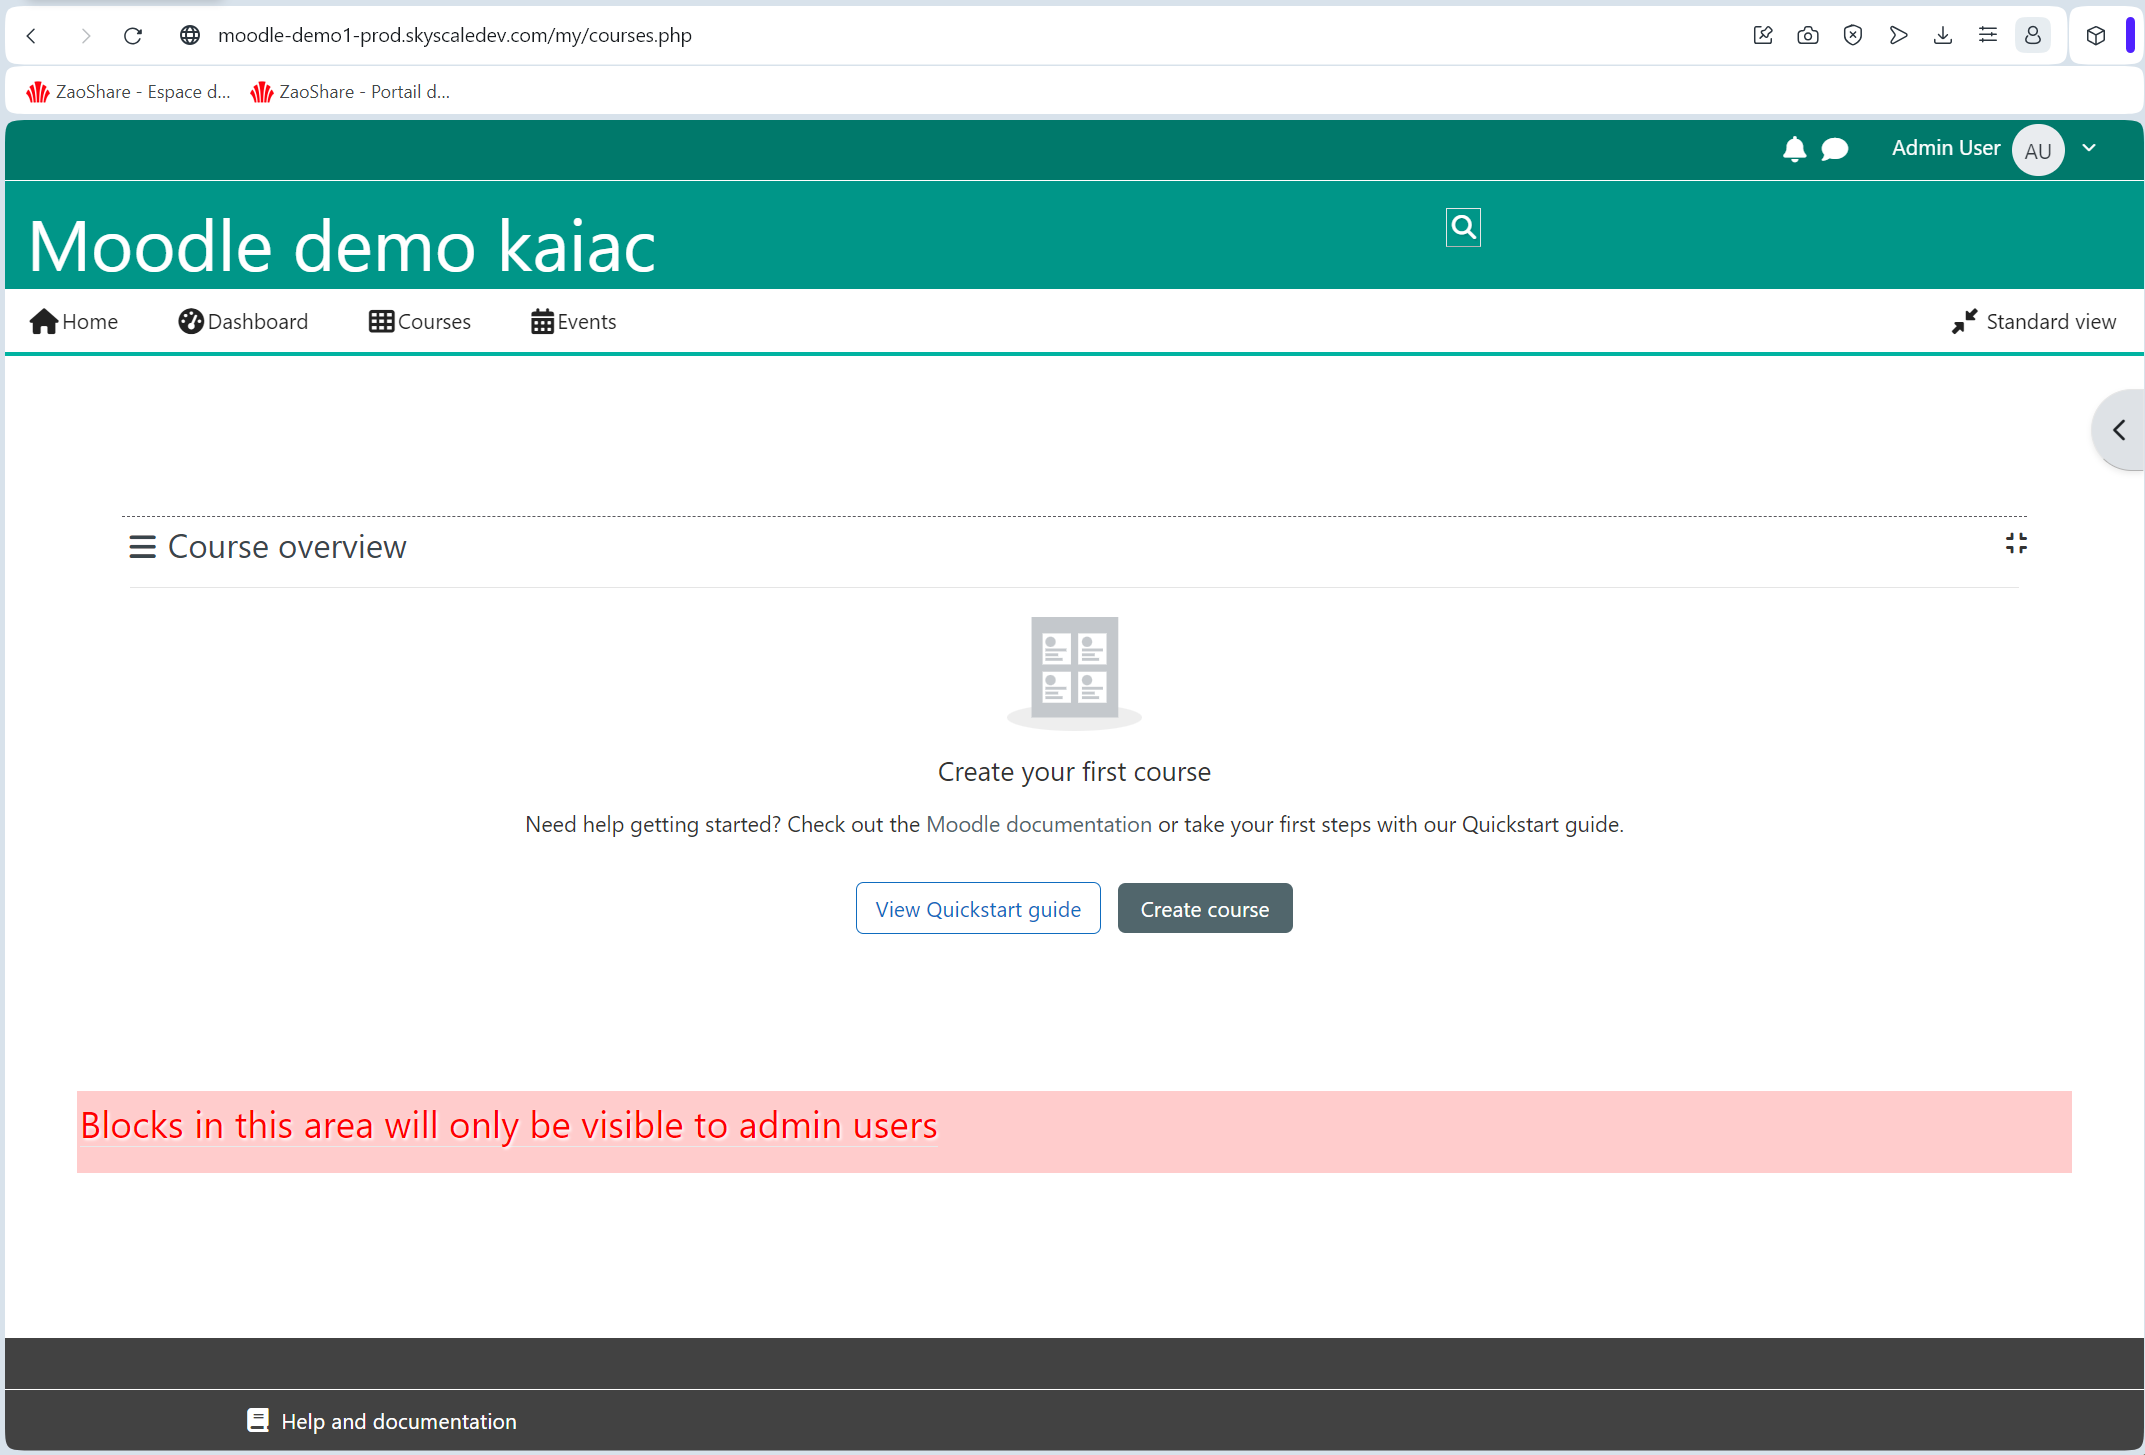 moodle-demo1-prod.skyscaledev.com/my/courses.php
ZaoShare - Espace d... ZaoShare - Portail d...
Admin User AU
Moodle demo kaiac
Home Dashboard Courses Events Standard view
Course overview
Create your first course
Need help getting started? Check out the Moodle documentation or take your first steps with our Quickstart guide.
View Quickstart guide Create course
Blocks in this area will only be visible to admin users
Help and documentation